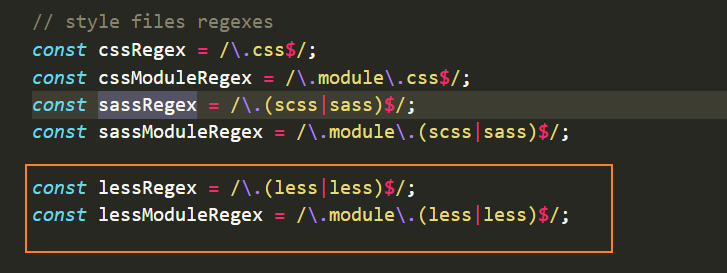 // style files regexes
const cssRegex = /\.css$/;
const cssModuleRegex = /\.module\.css$/;
const sassRegex = /\.(scss|sass)$/;
const sassModuleRegex = /\.module\.(scss|sass)$/;
const lessRegex = /\.(less|less)$/;
const lessModuleRegex = /\.module\.(less|less)$/;